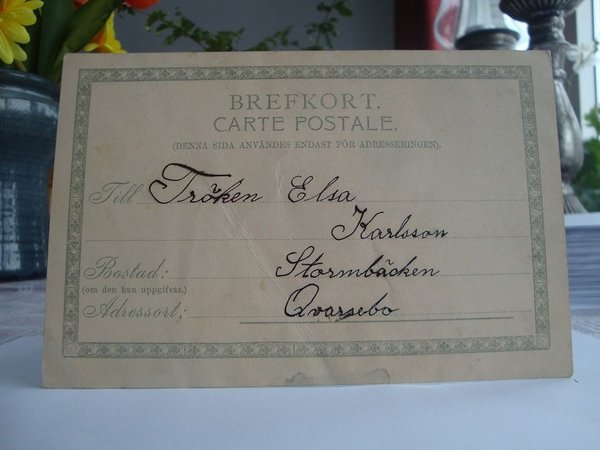 BREFKORT.
CARTE POSTALE.
(DENNA SIDA ANVÄNDES ENDAST FÖR ADRESSERINGEN).
Till Fröken Elsa
Karlsson
Bostad: Stormbäcken
(om den kan uppgifvas.)
Adressort; Qvarsebo